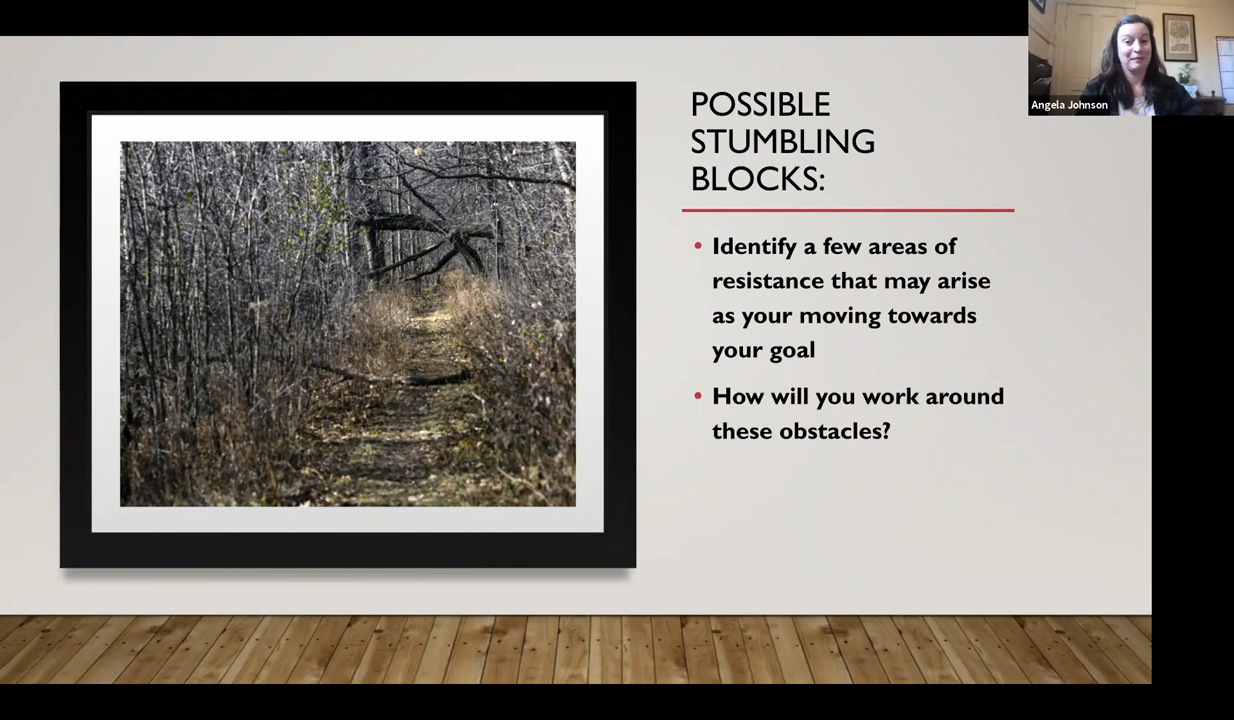 Angela Johnson
POSSIBLE
STUMBLING
BLOCKS:
• Identify a few areas of
resistance that may arise
as your moving towards
your goal
• How will you work around
these obstacles?